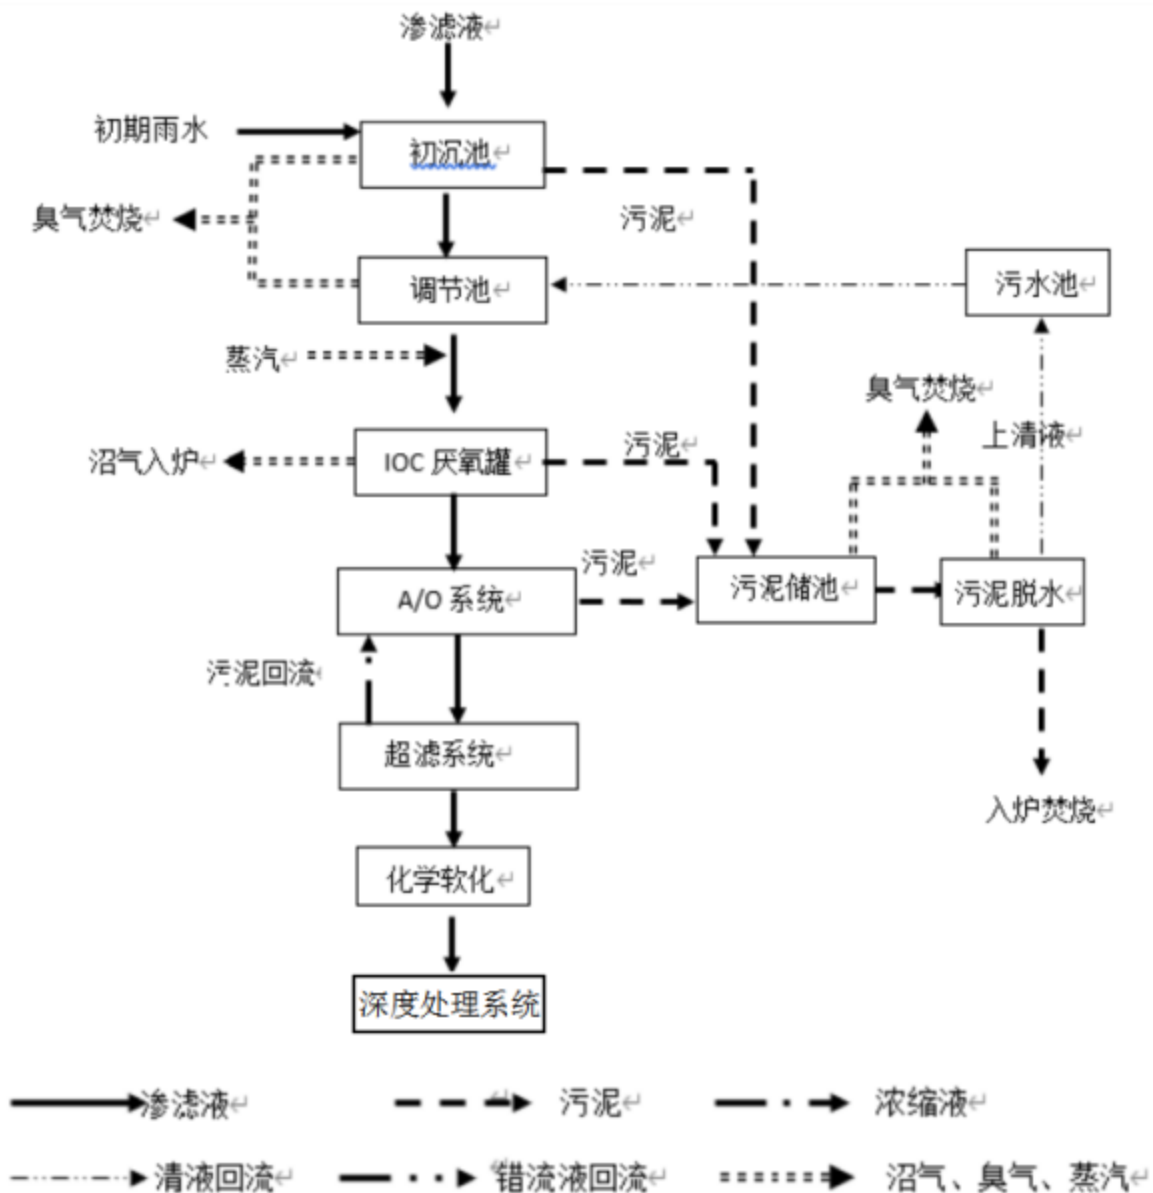 渗滤液
初期雨水
初沉池
臭气焚烧
污泥
调节池
污水池
蒸汽
臭气焚烧
上清液
沼气入炉
IOC 厌氧罐
污泥
污泥
A/O 系统
污泥储池
污泥脱水
污泥回流
超滤系统
入炉焚烧
化学软化
深度处理系统
渗滤液
污泥
浓缩液
清液回流
错流液回流
沼气、臭气、蒸汽